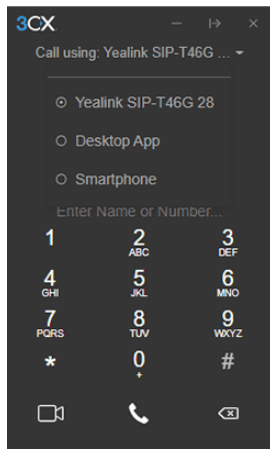 3CX
Call using: Yealink SIP-T46G ...
Yealink SIP-T46G 28
Desktop App
Smartphone
Enter Name or Number...
1 2 3
ABC DEF
4 5 6
GHI JKL MNO
7 8 9
PQRS TUV WXYZ
* 0 #
+